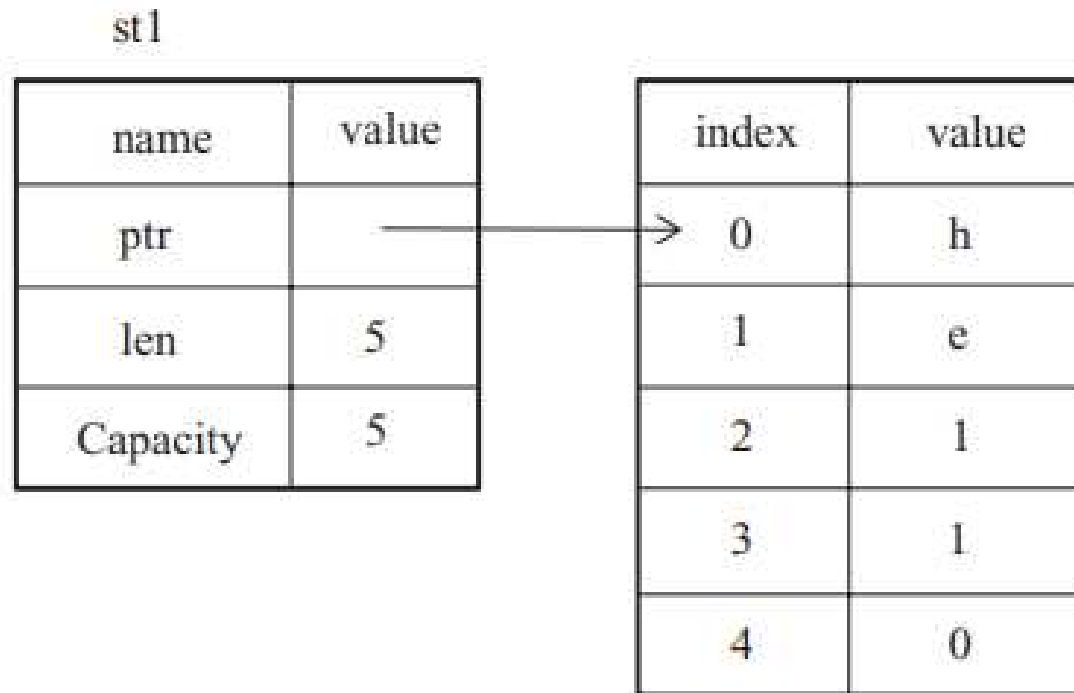 st1
name value
ptr
len 5
Capacity 5
index value
0 h
1 e
2 1
3 1
4 0